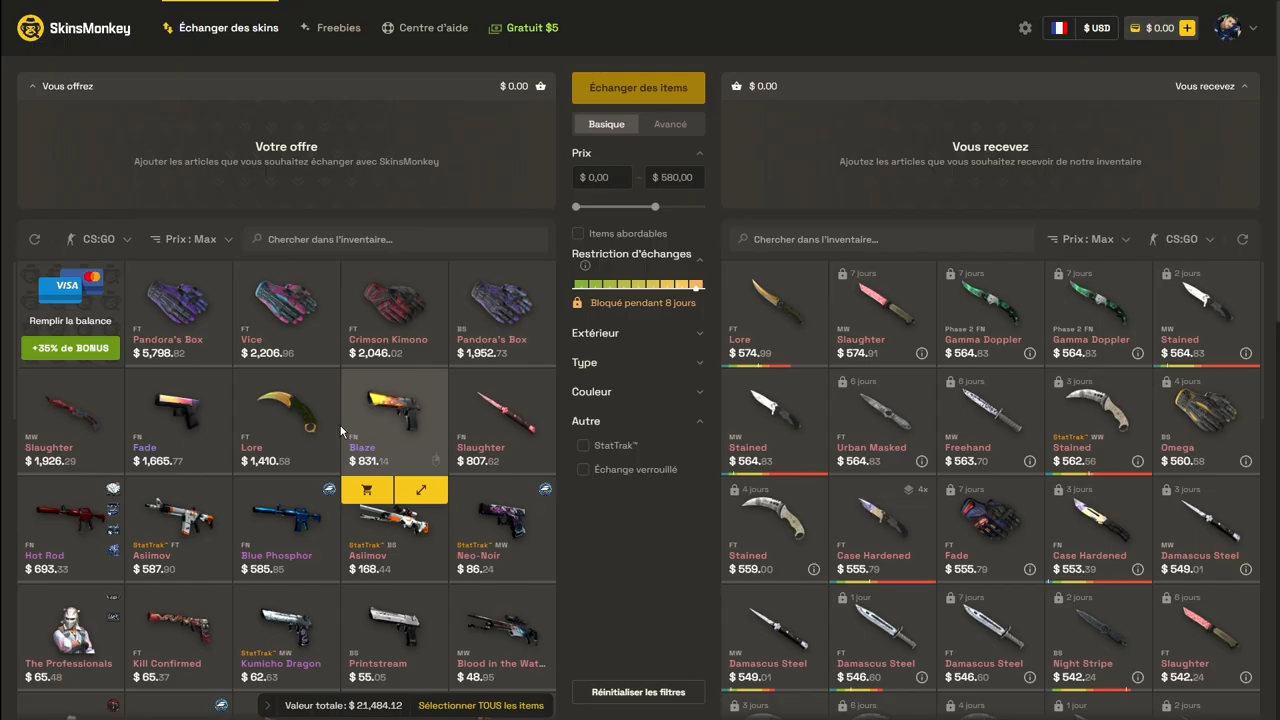 SkinsMonkey
Échanger des skins
Freebies
Centre d'aide
Gratuit $5
$ USD
$ 0.00
Vous offrez
$ 0.00
Votre offre
Ajouter les articles que vous souhaitez échanger avec SkinsMonkey
Échanger des items
Basique
Avancé
Prix
$ 0,00
–
$ 580,00
Items abordables
Restriction d'échanges
Bloqué pendant 8 jours
Extérieur
Type
Couleur
Autre
StatTrak™
Échange verrouillé
Réinitialiser les filtres
$ 0.00
Vous recevez
Vous recevez
Ajoutez les articles que vous souhaitez recevoir de notre inventaire
CS:GO
Prix : Max
Chercher dans l'inventaire...
VISA
Remplir la balance
+35% de BONUS
FT
Pandora's Box
$ 5,798.82
FT
Vice
$ 2,206.96
FT
Crimson Kimono
$ 2,046.02
BS
Pandora's Box
$ 1,952.73
MW
Slaughter
$ 1,926.29
FN
Fade
$ 1,665.77
FT
Lore
$ 1,410.58
FN
Blaze
$ 831.14
FN
Slaughter
$ 807.62
FN
Hot Rod
$ 693.33
StatTrak™ FT
Asiimov
$ 587.90
FN
Blue Phosphor
$ 585.85
StatTrak™ BS
Asiimov
$ 168.44
StatTrak™ MW
Neo-Noir
$ 86.24
The Professionals
$ 65.48
FT
Kill Confirmed
$ 65.37
StatTrak™ MW
Kumicho Dragon
$ 62.63
BS
Printstream
$ 55.05
MW
Blood in the Wat...
$ 48.95
Valeur totale: $ 21,484.12
Sélectionner TOUS les items
Chercher dans l'inventaire...
Prix : Max
CS:GO
FT
Lore
$ 574.99
7 jours
MW
Slaughter
$ 574.91
7 jours
Phase 2 FN
Gamma Doppler
$ 564.83
7 jours
Phase 2 FN
Gamma Doppler
$ 564.83
2 jours
MW
Stained
$ 564.83
MW
Stained
$ 564.83
6 jours
MW
Urban Masked
$ 564.83
6 jours
FN
Freehand
$ 563.70
3 jours
StatTrak™ WW
Stained
$ 562.56
4 jours
BS
Omega
$ 560.58
4 jours
FT
Stained
$ 559.00
4x
FT
Case Hardened
$ 555.79
7 jours
FT
Fade
$ 555.79
FN
Case Hardened
$ 553.39
MW
Damascus Steel
$ 549.01
MW
Damascus Steel
$ 549.01
1 jour
FT
Damascus Steel
$ 546.60
7 jours
FT
Damascus Steel
$ 546.60
2 jours
BS
Night Stripe
$ 542.24
6 jours
FT
Slaughter
$ 542.24
3 jours
6 jours
2 jours
1 jour
2 jours